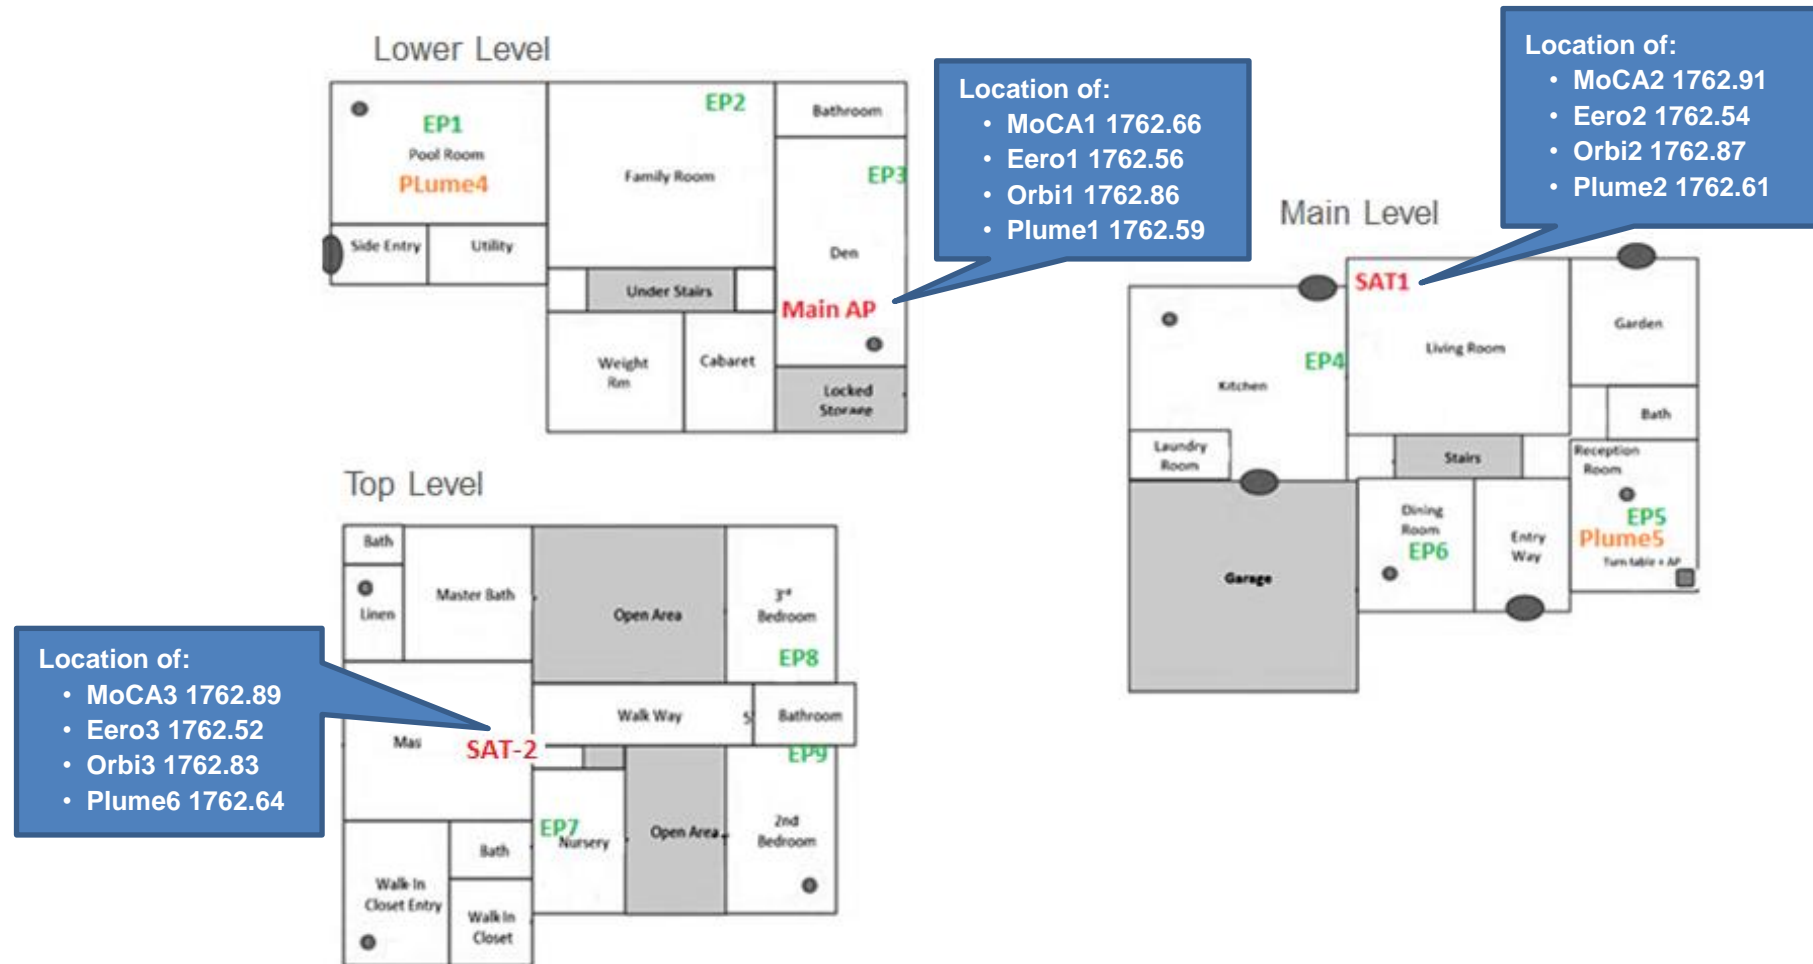 Lower Level
EP1
Pool Room
PLume4
EP2
Family Room
Bathroom
EP3
Den
Side Entry
Utility
Under Stairs
Main AP
Weight
Rm
Cabaret
Locked
Storage
Location of:
• MoCA1 1762.66
• Eero1 1762.56
• Orbi1 1762.86
• Plume1 1762.59
Location of:
• MoCA2 1762.91
• Eero2 1762.54
• Orbi2 1762.87
• Plume2 1762.61
Main Level
SAT1
Living Room
Garden
EP4
Kitchen
Bath
Laundry
Room
Stairs
Reception
Room
EP5
Plume5
Turn table + AP
Dining
Room
EP6
Entry
Way
Garage
Top Level
Bath
Linen
Master Bath
Open Area
3rd
Bedroom
EP8
Walk Way
5'
Bathroom
Mas
SAT-2
EP9
EP7
Nursery
Open Area
2nd
Bedroom
Bath
Walk-In
Closet Entry
Walk In
Closet
Location of:
• MoCA3 1762.89
• Eero3 1762.52
• Orbi3 1762.83
• Plume6 1762.64